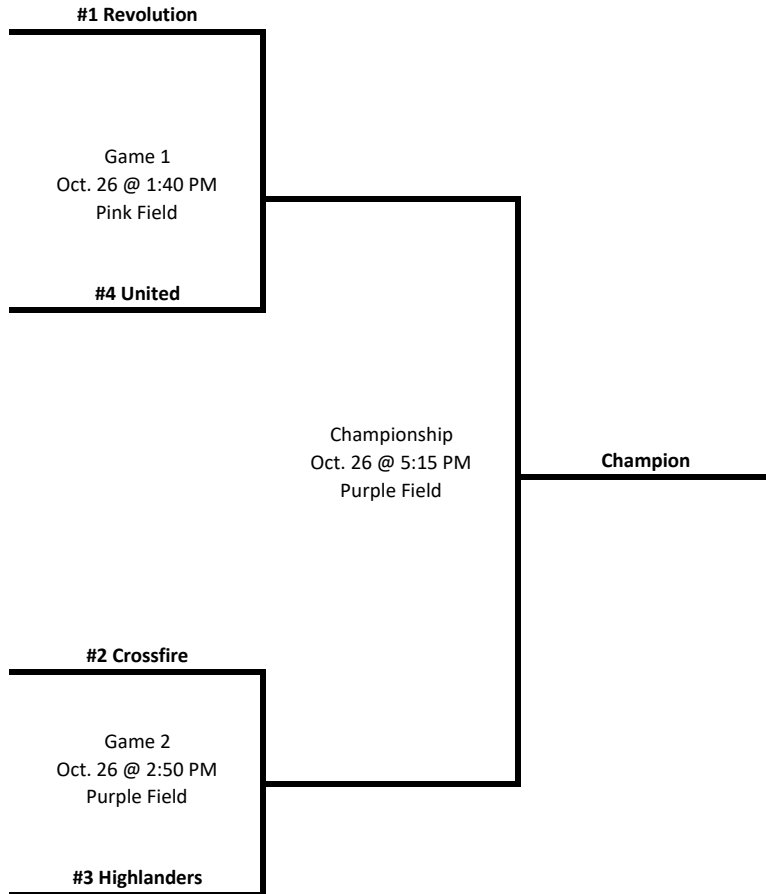 #1 Revolution
Game 1
Oct. 26 @ 1:40 PM
Pink Field
#4 United
Championship
Oct. 26 @ 5:15 PM
Purple Field
Champion
#2 Crossfire
Game 2
Oct. 26 @ 2:50 PM
Purple Field
#3 Highlanders